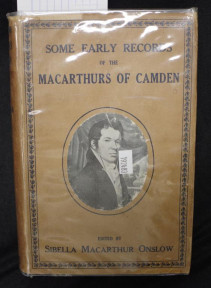 SOME EARLY RECORDS
OF THE
MACARTHURS OF CAMDEN
EDITED BY
SIBELLA MACARTHUR ONSLOW